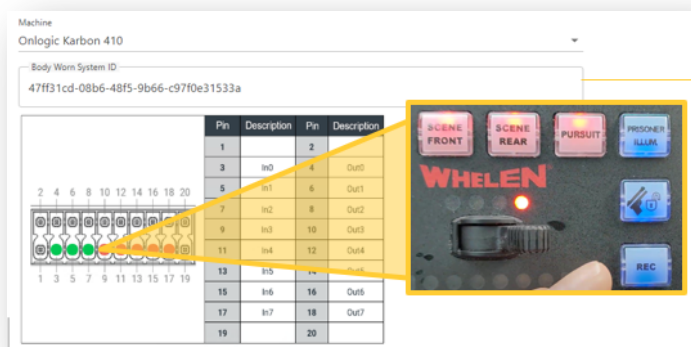 Machine
Onlogic Karbon 410
Body Worn System ID
47ff31cd-08b6-48f5-9b66-c97f0e31533a
Pin Description Pin Description
1 2
3 In0 4 Out0
5 In1 6 Out1
7 In2 8 Out2
9 In3 10 Out3
11 In4 12 Out4
13 In5 14 Out5
15 In6 16 Out6
17 In7 18 Out7
19 20
2 4 6 8 10 12 14 16 18 20
1 3 5 7 9 11 13 15 17 19
SCENE FRONT
SCENE REAR
PURSUIT
PRISONER ILLUM.
WHELEN®
REC